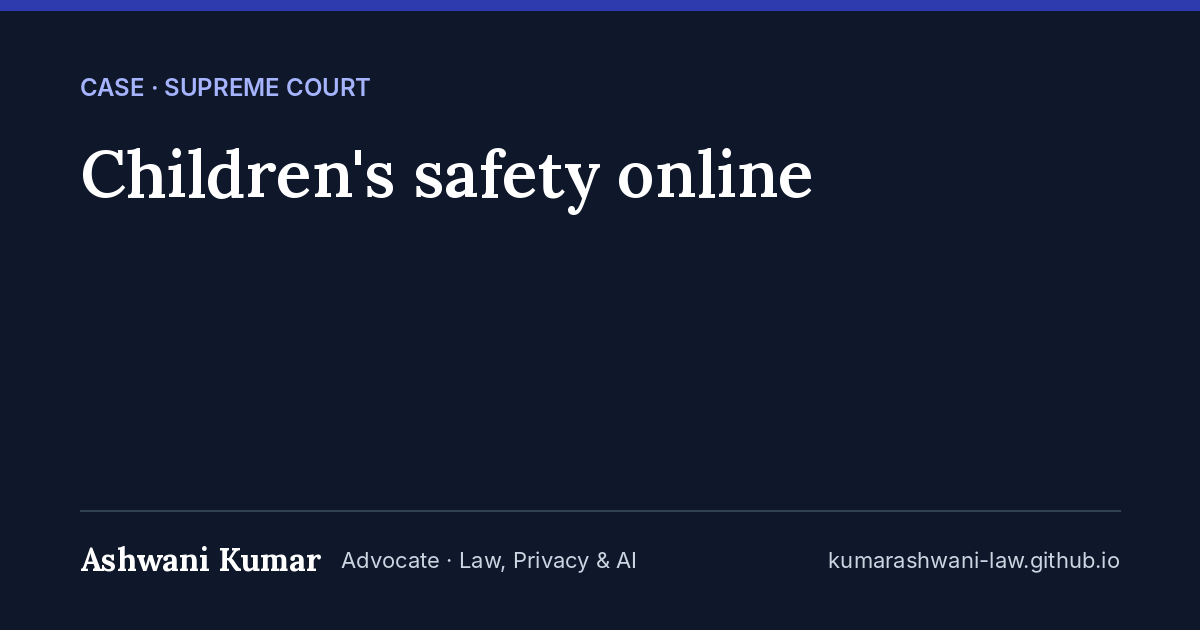 CASE · SUPREME COURT
Children's safety online
Ashwani Kumar Advocate · Law, Privacy & AI kumarashwani-law.github.io